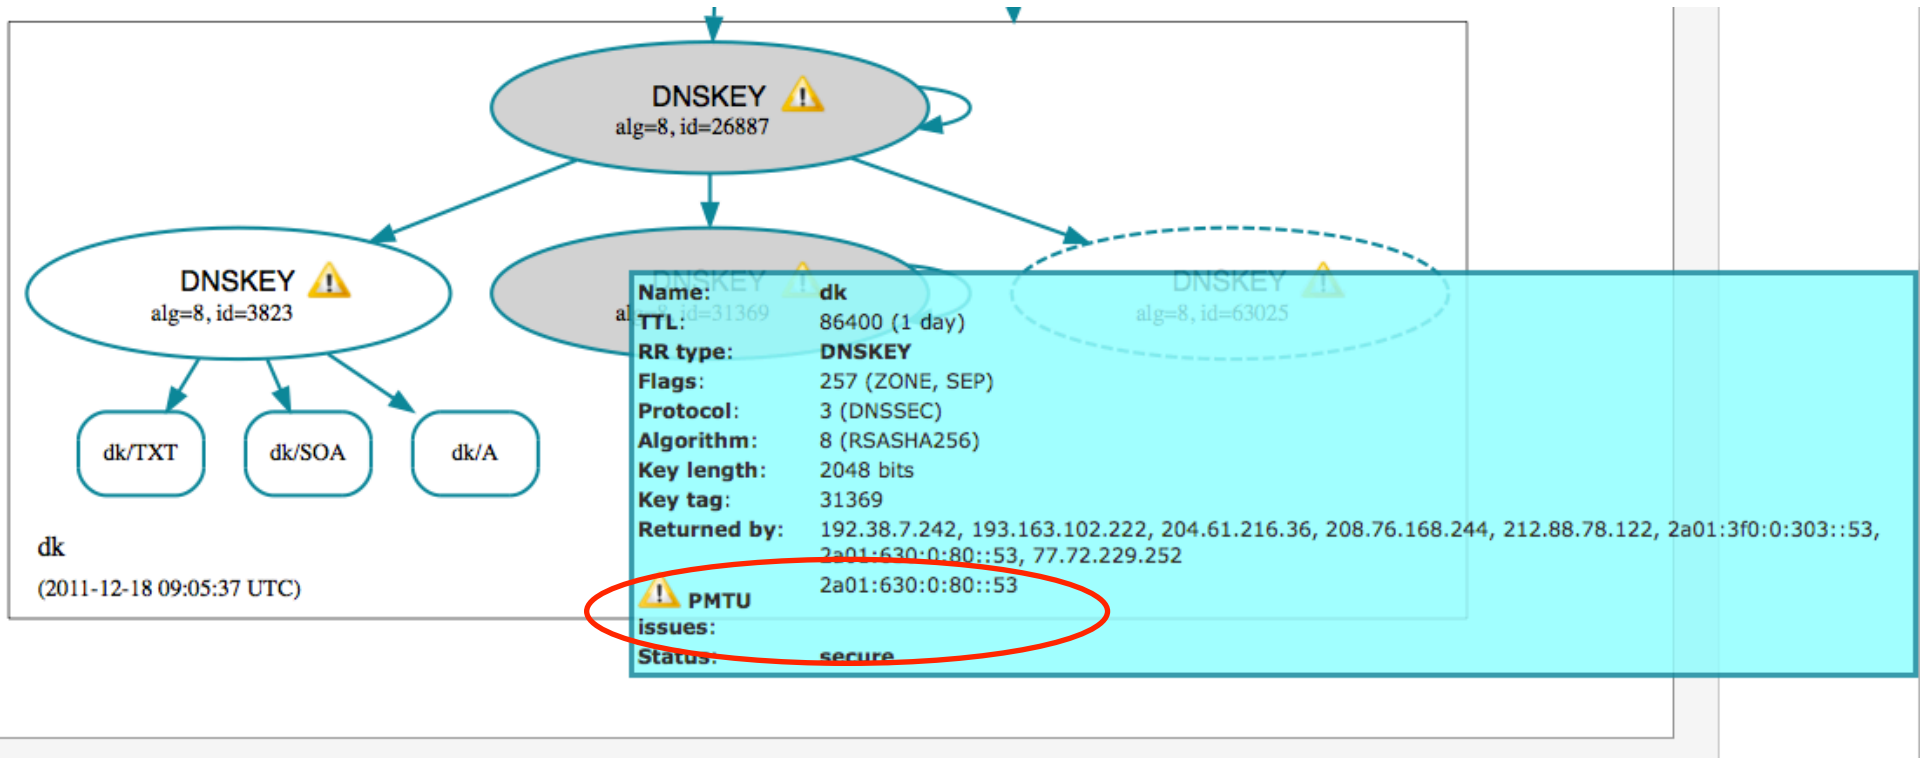 DNSKEY
alg=8, id=26887
DNSKEY
alg=8, id=3823
DNSKEY
alg=8, id=31369
DNSKEY
alg=8, id=63025
dk/TXT
dk/SOA
dk/A
dk
(2011-12-18 09:05:37 UTC)
Name: dk
TTL: 86400 (1 day)
RR type: DNSKEY
Flags: 257 (ZONE, SEP)
Protocol: 3 (DNSSEC)
Algorithm: 8 (RSASHA256)
Key length: 2048 bits
Key tag: 31369
Returned by: 192.38.7.242, 193.163.102.222, 204.61.216.36, 208.76.168.244, 212.88.78.122, 2a01:3f0:0:303::53,
2a01:630:0:80::53, 77.72.229.252
PMTU 2a01:630:0:80::53
issues:
Status: secure